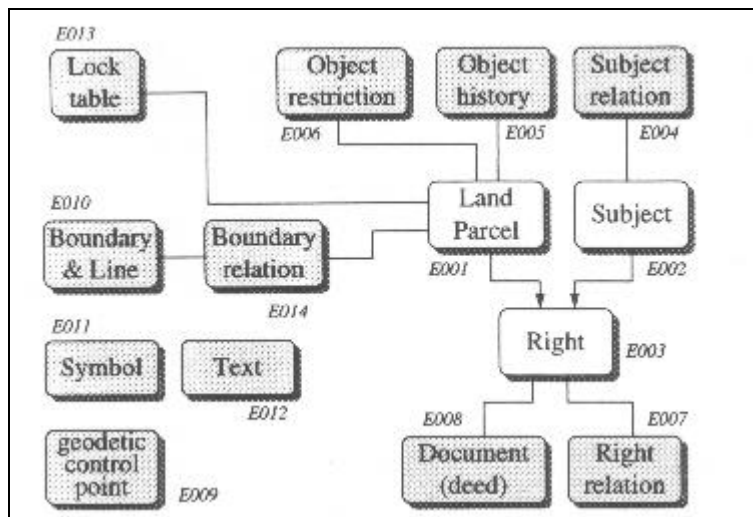 E013
Lock
table
Object
restriction
E006
Object
history
E005
Subject
relation
E004
E010
Boundary
& Line
Boundary
relation
E014
Land
Parcel
E001
Subject
E002
E011
Symbol
Text
E012
Right
E003
geodetic
control
point
E009
E008
Document
(deed)
E007
Right
relation